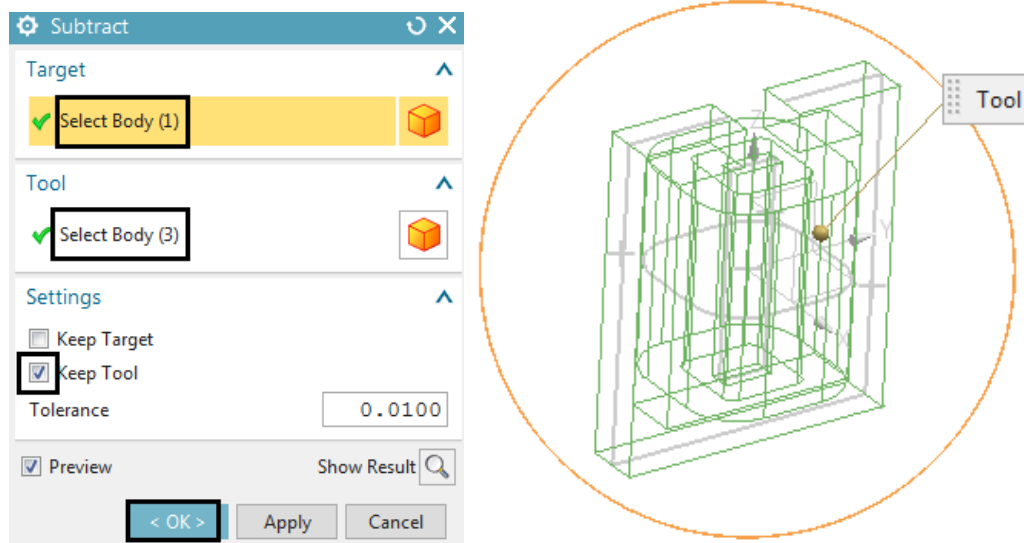 Subtract
Target
Select Body (1)
Tool
Select Body (3)
Settings
Keep Target
Keep Tool
Tolerance 0.0100
Preview Show Result
< OK > Apply Cancel
Tool
Z
Y
X